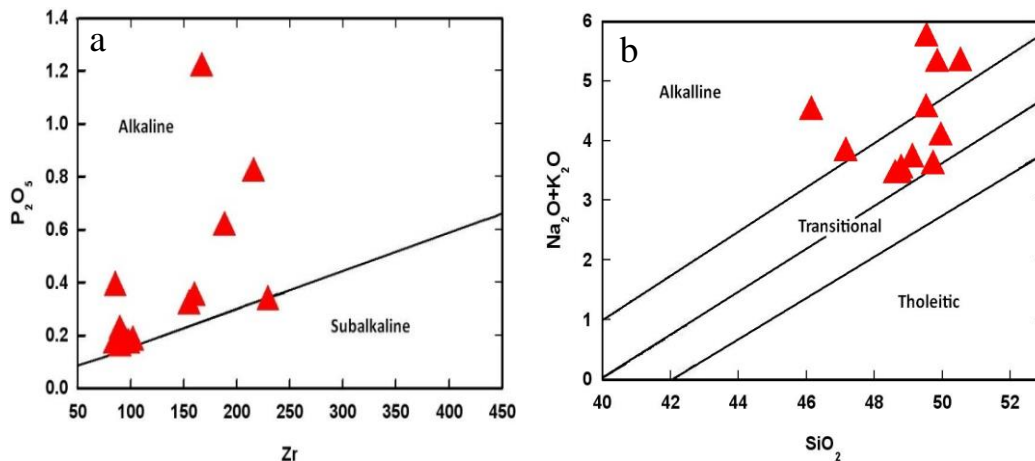 a
1.4
1.2
1.0
0.8
0.6
0.4
0.2
0.0
P₂O₅
Alkaline
Subalkaline
50 100 150 200 250 300 350 400 450
Zr
b
6
5
4
3
2
1
0
Na₂O+K₂O
Alkalline
Transitional
Tholeitic
40 42 44 46 48 50 52
SiO₂